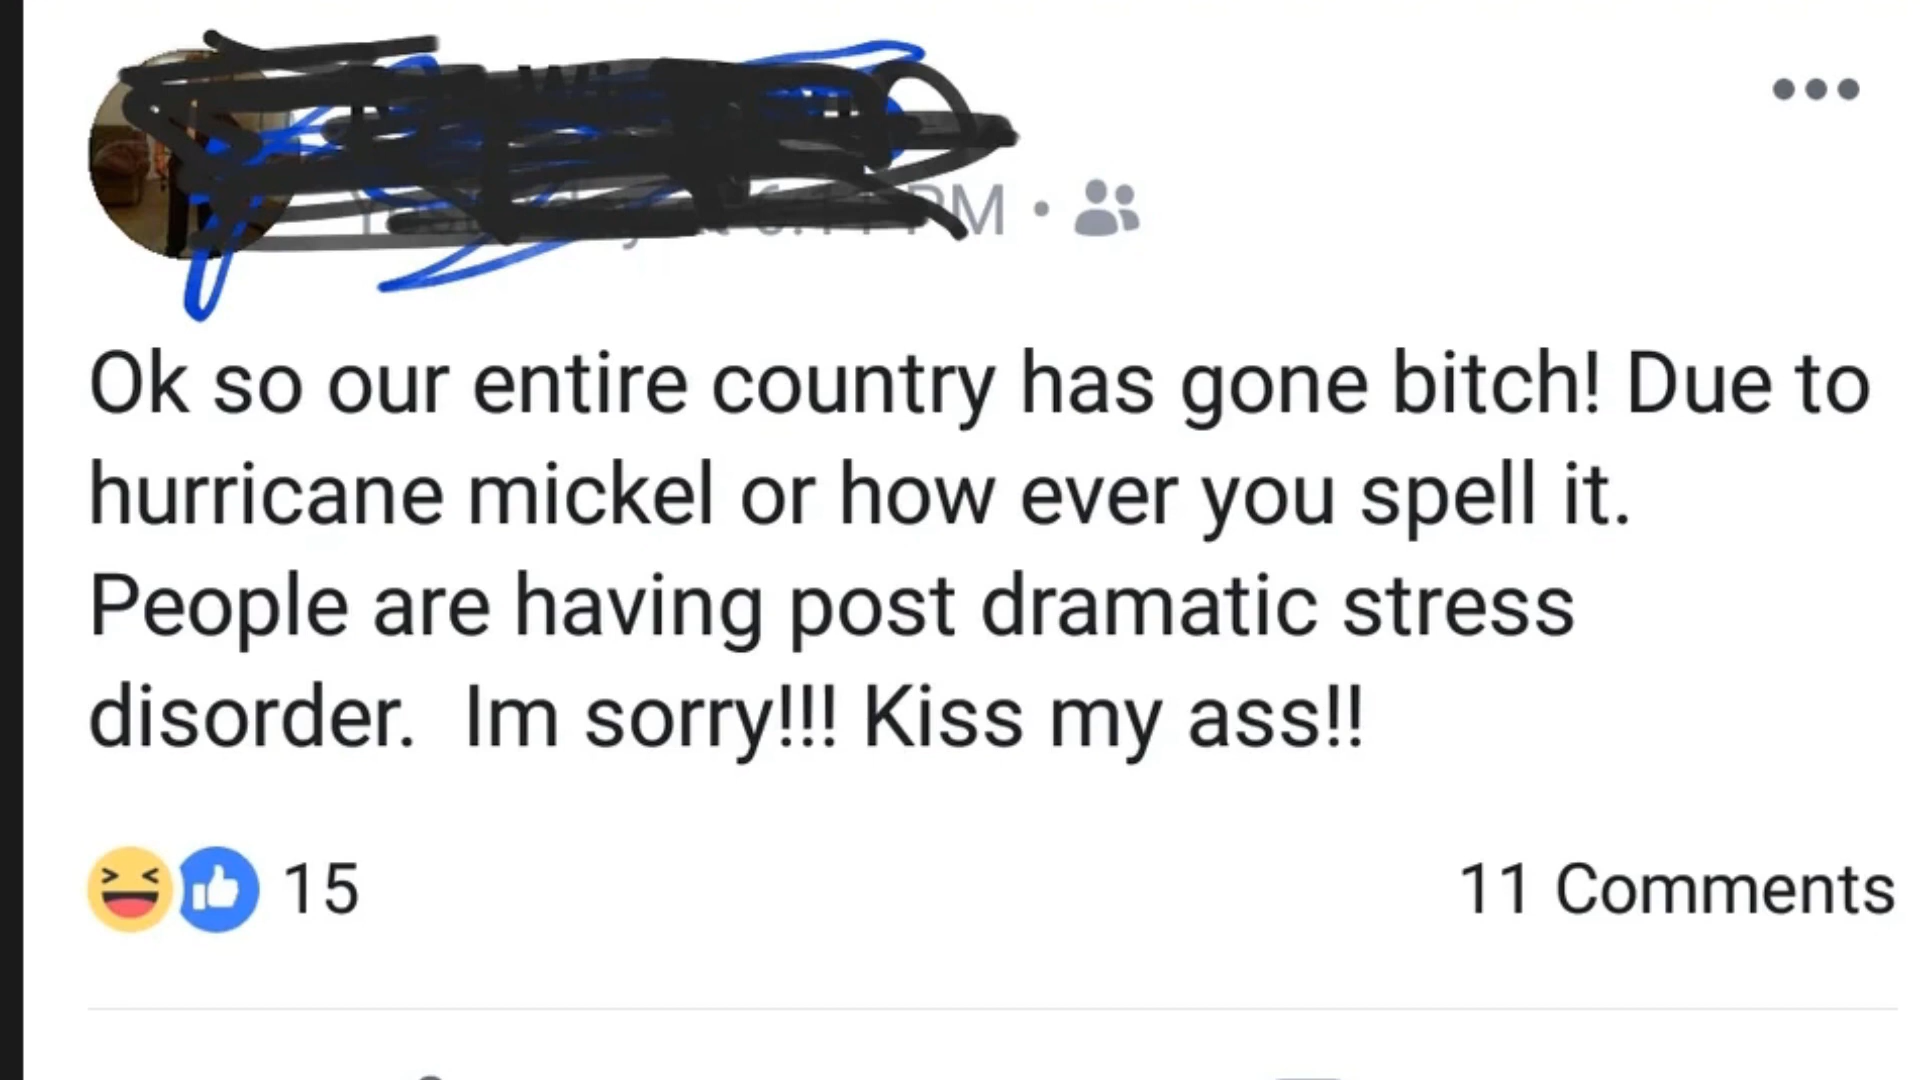 PM
Ok so our entire country has gone bitch! Due to
hurricane mickel or how ever you spell it.
People are having post dramatic stress
disorder.  Im sorry!!! Kiss my ass!!
15
11 Comments